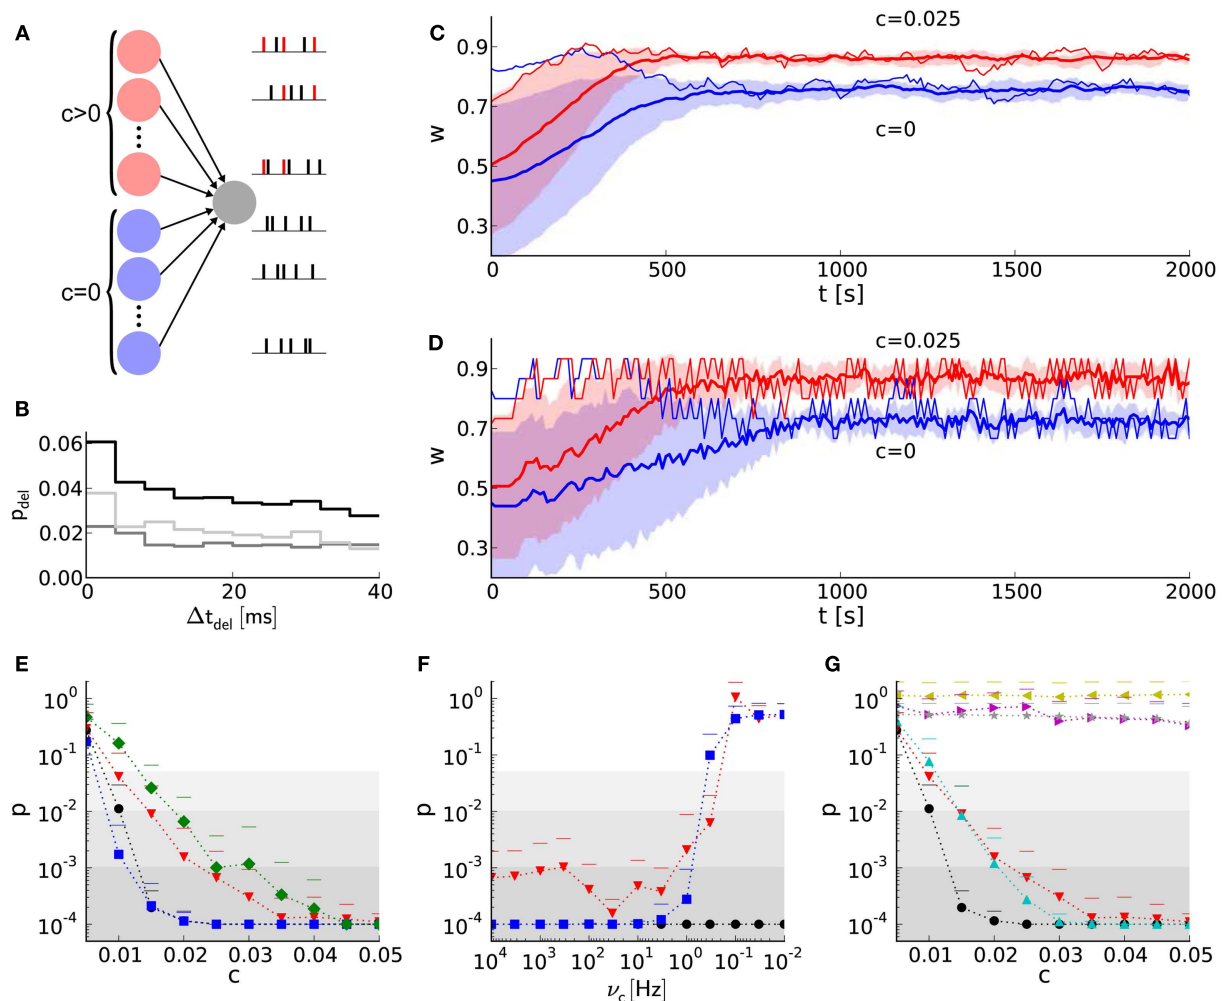 A
c>0
c=0
B
0.06
0.04
0.02
0.00
p_del
0
20
40
Δt_del [ms]
C
c=0.025
0.9
0.7
0.5
0.3
w
c=0
0
500
1000
1500
2000
t [s]
D
c=0.025
0.9
0.7
0.5
0.3
w
c=0
0
500
1000
1500
2000
t [s]
E
10^0
10^-1
10^-2
10^-3
10^-4
p
0.01
0.02
0.03
0.04
0.05
c
F
10^0
10^-1
10^-2
10^-3
10^-4
p
10^4
10^3
10^2
10^1
10^0
10^-1
10^-2
ν_c [Hz]
G
10^0
10^-1
10^-2
10^-3
10^-4
p
0.01
0.02
0.03
0.04
0.05
c